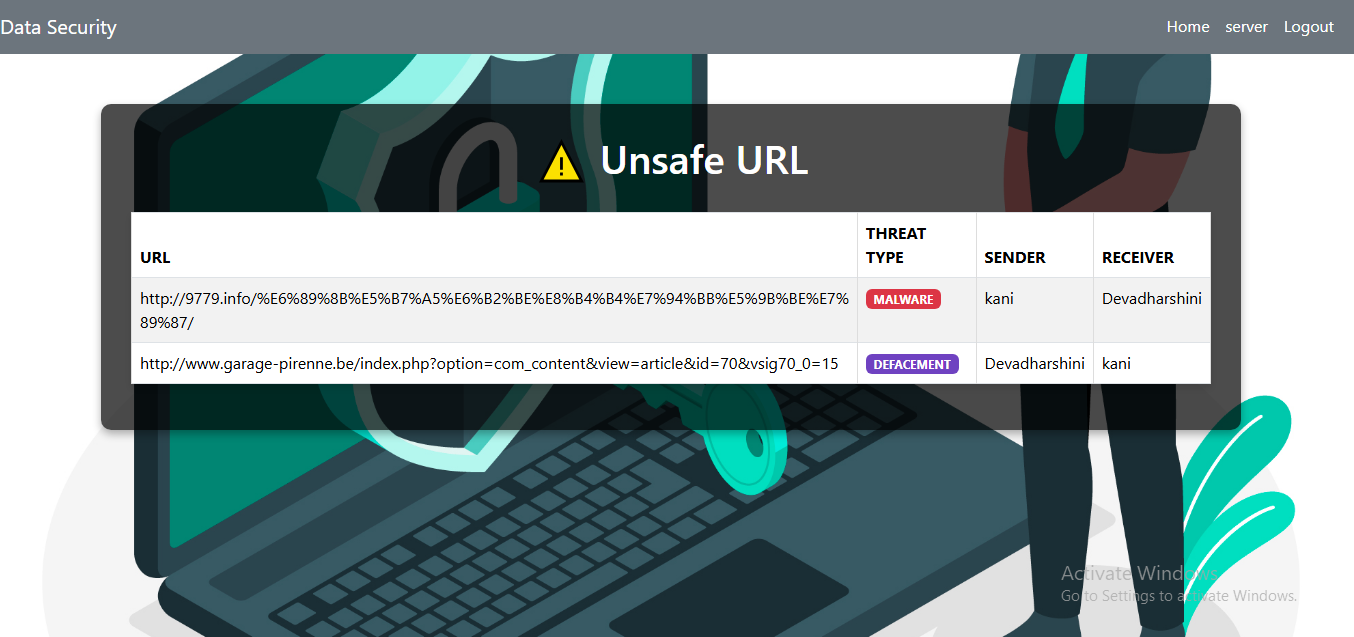 Data Security Home server Logout
⚠ Unsafe URL
URL THREAT TYPE SENDER RECEIVER
http://9779.info/%E6%89%8B%E5%B7%A5%E6%B2%BE%E8%B4%B4%E7%94%BB%E5%9B%BE%E7%
89%87/ MALWARE kani Devadharshini
http://www.garage-pirenne.be/index.php?option=com_content&view=article&id=70&vsig70_0=15 DEFACEMENT Devadharshini kani
Activate Windows
Go to Settings to activate Windows.